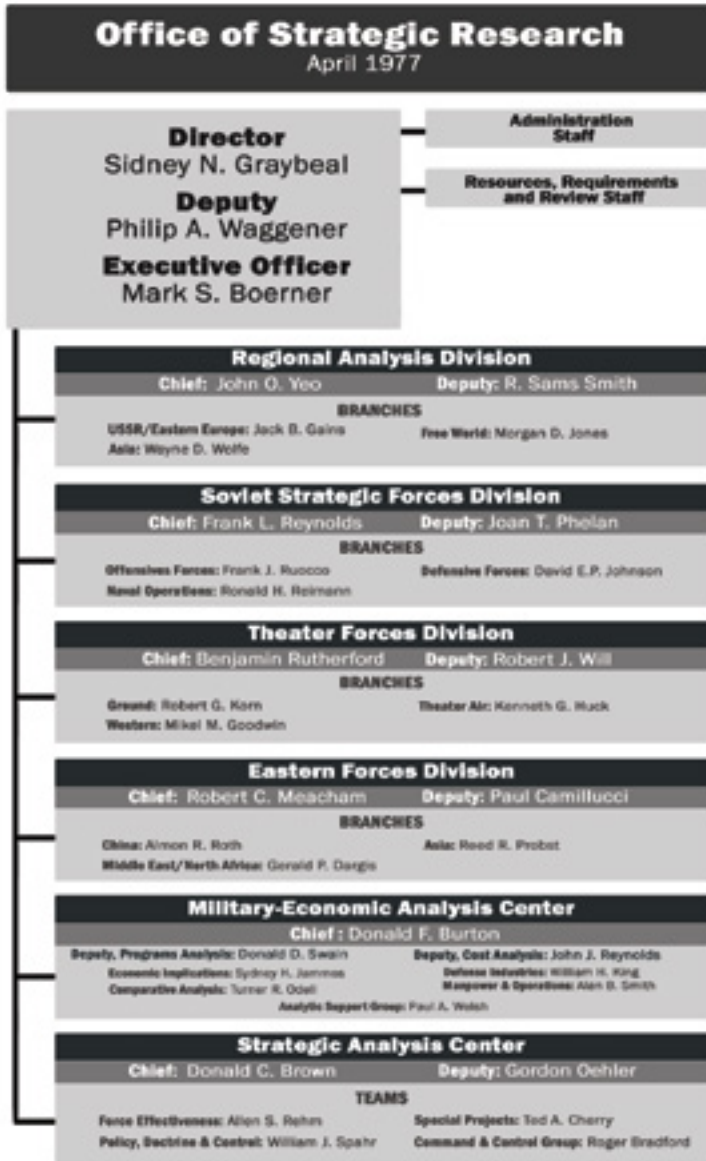 Office of Strategic Research
April 1977
Director
Sidney N. Graybeal
Deputy
Philip A. Waggener
Executive Officer
Mark S. Boerner
Administration
Staff
Resources, Requirements
and Review Staff
Regional Analysis Division
Chief: John O. Yeo Deputy: R. Sams Smith
BRANCHES
USSR/Eastern Europe: Jack B. Gains Free World: Morgan D. Jones
Asia: Wayne D. Wolfe
Soviet Strategic Forces Division
Chief: Frank L. Reynolds Deputy: Joan T. Phelan
BRANCHES
Offensives Forces: Frank J. Ruocco Defensive Forces: David E.P. Johnson
Naval Operations: Ronald H. Reimann
Theater Forces Division
Chief: Benjamin Rutherford Deputy: Robert J. Will
BRANCHES
Ground: Robert G. Korn Theater Air: Kenneth G. Huck
Western: Mikel M. Goodwin
Eastern Forces Division
Chief: Robert C. Meacham Deputy: Paul Camillucci
BRANCHES
China: Almon R. Roth Asia: Reed R. Probst
Middle East/North Africa: Gerald P. Dargis
Military-Economic Analysis Center
Chief : Donald F. Burton
Deputy, Programs Analysis: Donald D. Swain Deputy, Cost Analysis: John J. Reynolds
Economic Implications: Sydney H. Jammes Defense Industries: William H. King
Comparative Analysis: Turner R. Odell Manpower & Operations: Alan B. Smith
Analytic Support Group: Paul A. Welsh
Strategic Analysis Center
Chief: Donald C. Brown Deputy: Gordon Oehler
TEAMS
Force Effectiveness: Allen S. Rehm Special Projects: Ted A. Cherry
Policy, Doctrine & Control: William J. Spahr Command & Control Group: Roger Bradford